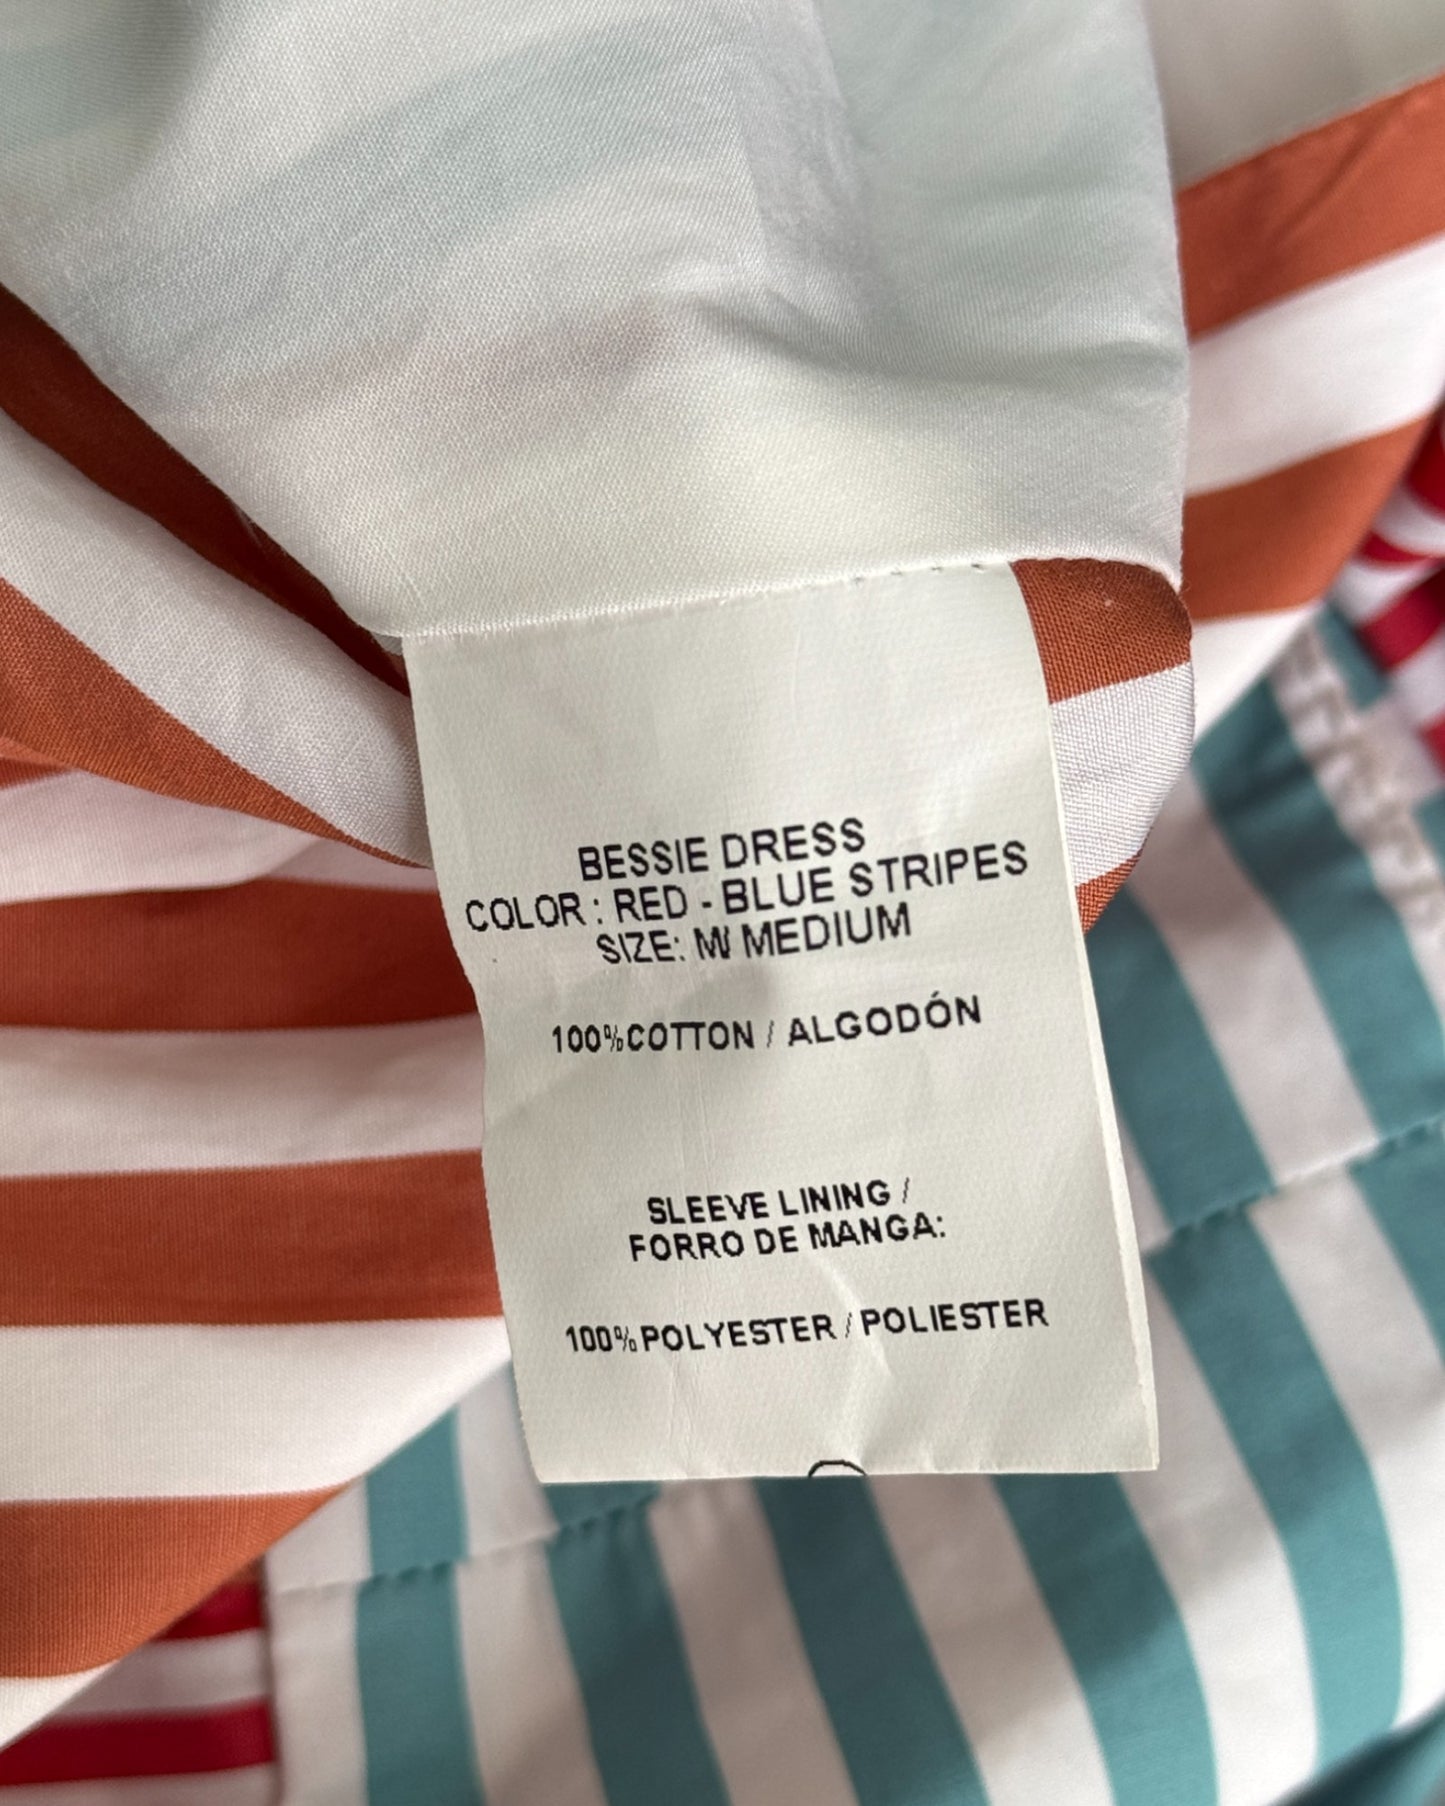 BESSIE DRESS
COLOR : RED - BLUE STRIPES
SIZE: M/ MEDIUM
100%COTTON / ALGODÓN
SLEEVE LINING /
FORRO DE MANGA:
100%POLYESTER / POLIESTER